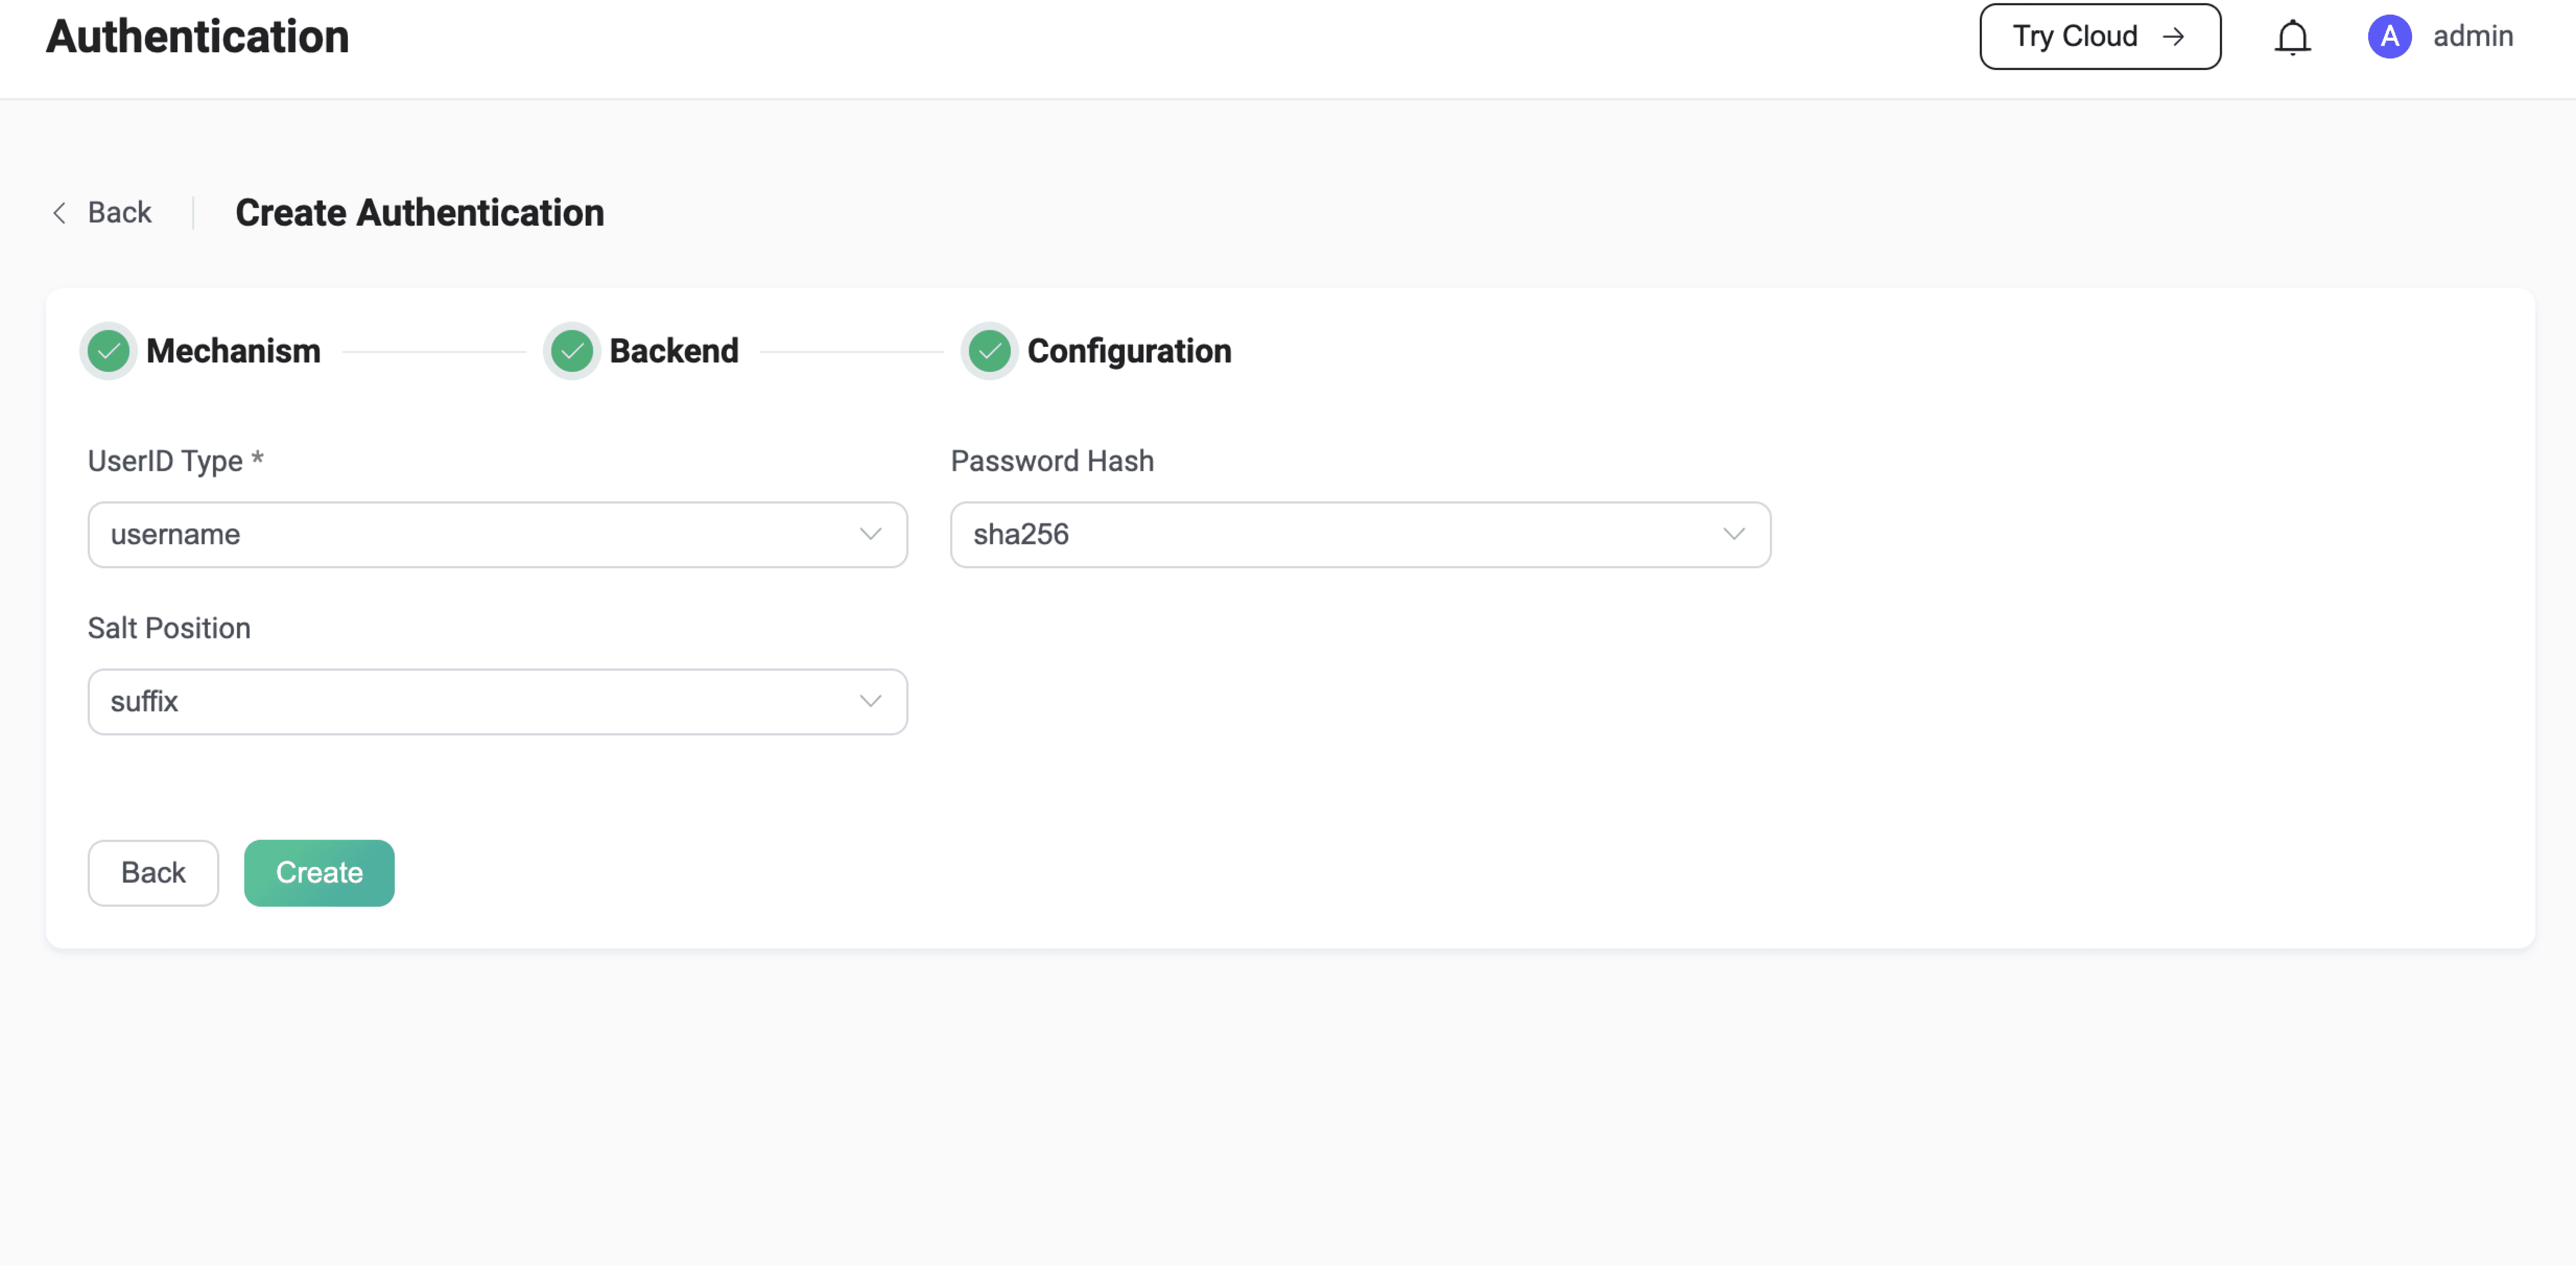 Authentication
Try Cloud →
A admin
Back
Create Authentication
Mechanism
Backend
Configuration
UserID Type *
Password Hash
username
sha256
Salt Position
suffix
Back
Create